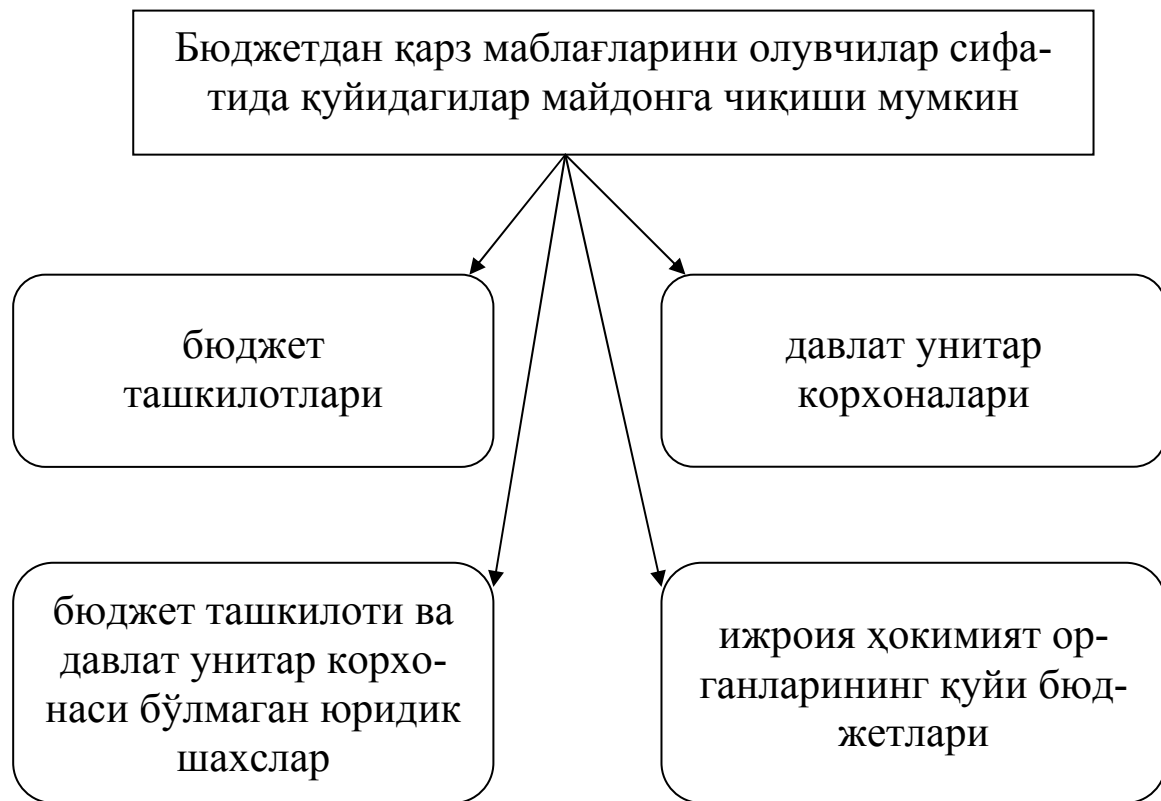 Бюджетдан қарз маблағларини олувчилар сифа-
тида қуйидагилар майдонга чиқиши мумкин
бюджет
ташкилотлари
давлат унитар
корхоналари
бюджет ташкилоти ва
давлат унитар корхо-
наси бўлмаган юридик
шахслар
ижроия ҳокимият ор-
ганларининг қуйи бюд-
жетлари